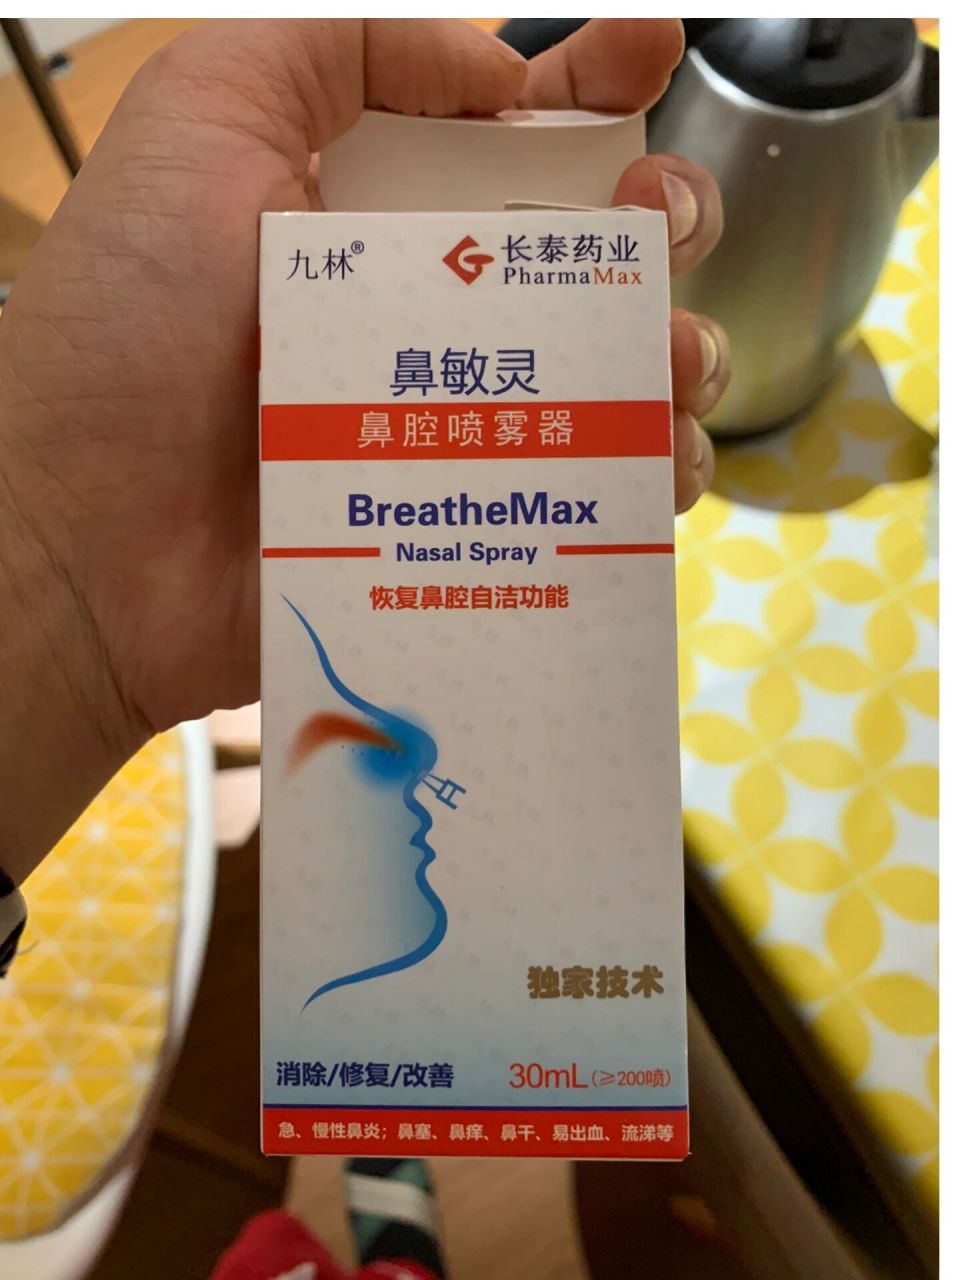 九林®
长泰药业
PharmaMax
鼻敏灵
鼻腔喷雾器
BreatheMax
Nasal Spray
恢复鼻腔自洁功能
独家技术
消除/修复/改善
30mL(≥200喷)
急、慢性鼻炎；鼻塞、鼻痒、鼻干、易出血、流涕等